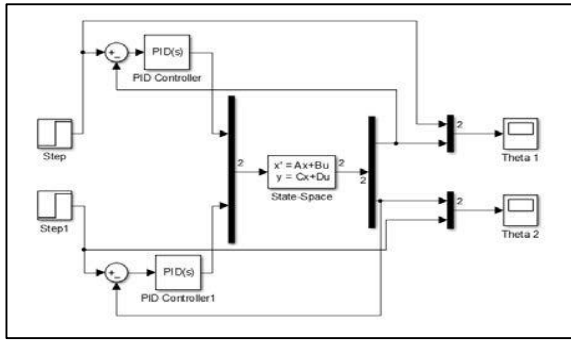 PID(s)
PID Controller
2
Step
2
x' = Ax+Bu
y = Cx+Du
State-Space
2
2
2
Theta 1
Step1
2
Theta 2
PID(s)
PID Controller1